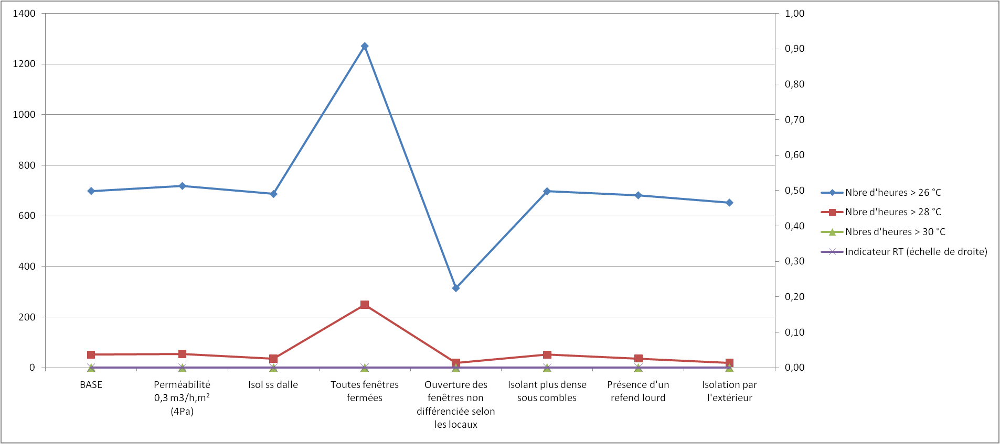 1400
1200
1000
800
600
400
200
0
1,00
0,90
0,80
0,70
0,60
0,50
0,40
0,30
0,20
0,10
0,00
BASE
Perméabilité
0,3 m3/h,m²
(4Pa)
Isol ss dalle
Toutes fenêtres
fermées
Ouverture des
fenêtres non
différenciée selon
les locaux
Isolant plus dense
sous combles
Présence d'un
refend lourd
Isolation par
l'extérieur
Nbre d'heures > 26 °C
Nbre d'heures > 28 °C
Nbres d'heures > 30 °C
Indicateur RT (échelle de droite)